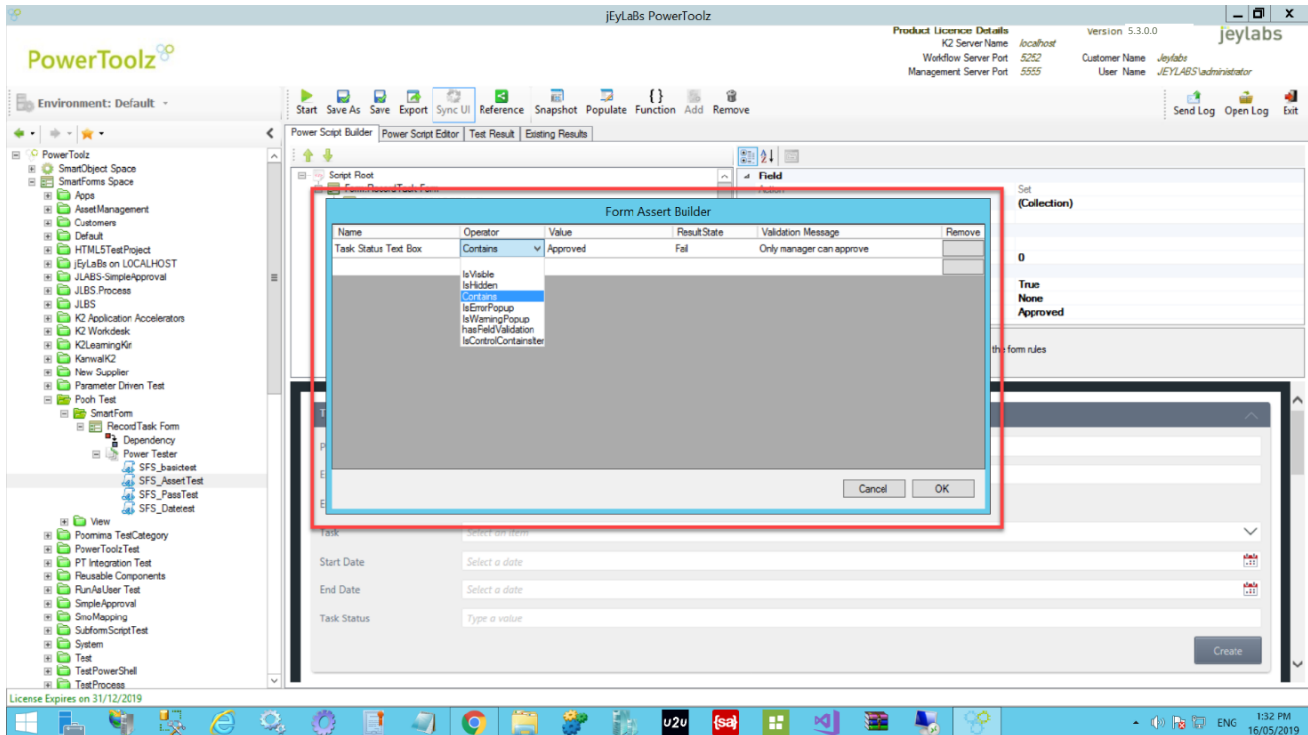 jEyLaBs PowerToolz
PowerToolz
Product Licence Details
K2 Server Name localhost
Workflow Server Port 5252
Management Server Port 5555
Version 5.3.0.0
Customer Name Jeylabs
User Name JEYLABS\administrator
jeylabs
Environment: Default
Start Save As Save Export Sync UI Reference Snapshot Populate Function Add Remove
Send Log Open Log Exit
Power Script Builder Power Script Editor Test Result Existing Results
PowerToolz
SmartObject Space
SmartForms Space
Apps
AssetManagement
Customers
Default
HTML5TestProject
jEyLaBs on LOCALHOST
JLABS-SimpleApproval
JLBS.Process
JLBS
K2 Application Accelerators
K2 Workdesk
K2LearningKir
KanwalK2
New Supplier
Parameter Driven Test
Pooh Test
SmartForm
RecordTask Form
Dependency
Power Tester
SFS_basictest
SFS_AssetTest
SFS_PassTest
SFS_Datetest
View
Poornima TestCategory
PowerToolzTest
PT Integration Test
Reusable Components
RunAsUser Test
SmpleApproval
SmoMapping
SubformScriptTest
System
Test
TestPowerShell
TestProcess
Script Root
Form:RecordTask Form
Field
Action Set
(Collection)
0
True
None
Approved
the form rules
Form Assert Builder
Name Operator Value ResultState Validation Message Remove
Task Status Text Box Contains Approved Fail Only manager can approve
IsVisible
IsHidden
Contains
IsErrorPopup
IsWarningPopup
hasFieldValidation
IsControlContainsIter
Cancel OK
T
P
E
E
Task Select an item
Start Date Select a date
End Date Select a date
Task Status Type a value
Create
License Expires on 31/12/2019
U2U {sa}
ENG 1:32 PM
16/05/2019